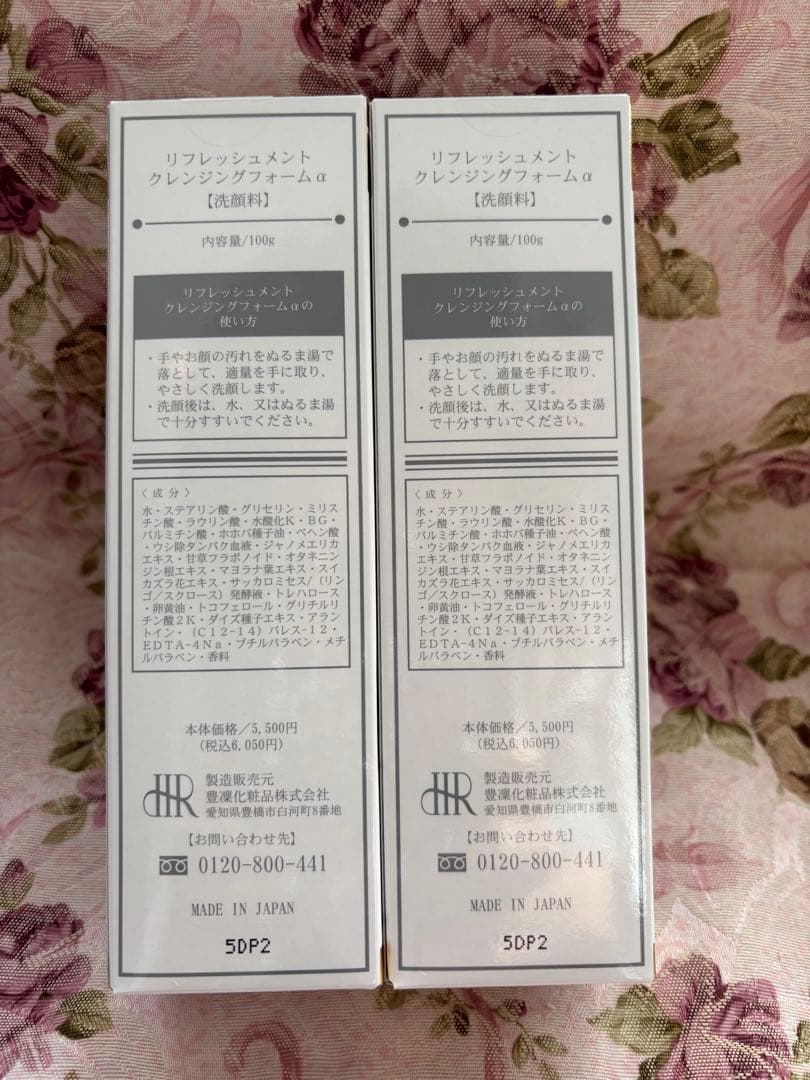 リフレッシュメント
クレンジングフォームα
【洗顔料】
内容量/100g
リフレッシュメント
クレンジングフォームαの
使い方
・手やお顔の汚れをぬるま湯で
落として、適量を手に取り、
やさしく洗顔します。
・洗顔後は、水、又はぬるま湯
で十分すすいでください。
〈成分〉
水・ステアリン酸・グリセリン・ミリス
チン酸・ラウリン酸・水酸化K・BG・
パルミチン酸・ホホバ種子油・ベヘン酸
・ウシ除タンパク血液・ジャノメエリカ
エキス・甘草フラボノイド・オタネニン
ジン根エキス・マヨラナ葉エキス・スイ
カズラ花エキス・サッカロミセス/(リン
ゴ/スクロース)発酵液・トレハロース
・卵黄油・トコフェロール・グリチルリ
チン酸2K・ダイズ種子エキス・アラン
トイン・(C12-14)パレス-12・
EDTA-4Na・ブチルパラベン・メチ
ルパラベン・香料
本体価格/5,500円
(税込6,050円)
HR
製造販売元
豊凜化粧品株式会社
愛知県豊橋市白河町8番地
【お問い合わせ先】
0120-800-441
MADE IN JAPAN
5DP2
リフレッシュメント
クレンジングフォームα
【洗顔料】
内容量/100g
リフレッシュメント
クレンジングフォームαの
使い方
・手やお顔の汚れをぬるま湯で
落として、適量を手に取り、
やさしく洗顔します。
・洗顔後は、水、又はぬるま湯
で十分すすいでください。
〈成分〉
水・ステアリン酸・グリセリン・ミリス
チン酸・ラウリン酸・水酸化K・BG・
パルミチン酸・ホホバ種子油・ベヘン酸
・ウシ除タンパク血液・ジャノメエリカ
エキス・甘草フラボノイド・オタネニン
ジン根エキス・マヨラナ葉エキス・スイ
カズラ花エキス・サッカロミセス/(リン
ゴ/スクロース)発酵液・トレハロース
・卵黄油・トコフェロール・グリチルリ
チン酸2K・ダイズ種子エキス・アラン
トイン・(C12-14)パレス-12・
EDTA-4Na・ブチルパラベン・メチ
ルパラベン・香料
本体価格/5,500円
(税込6,050円)
HR
製造販売元
豊凜化粧品株式会社
愛知県豊橋市白河町8番地
【お問い合わせ先】
0120-800-441
MADE IN JAPAN
5DP2